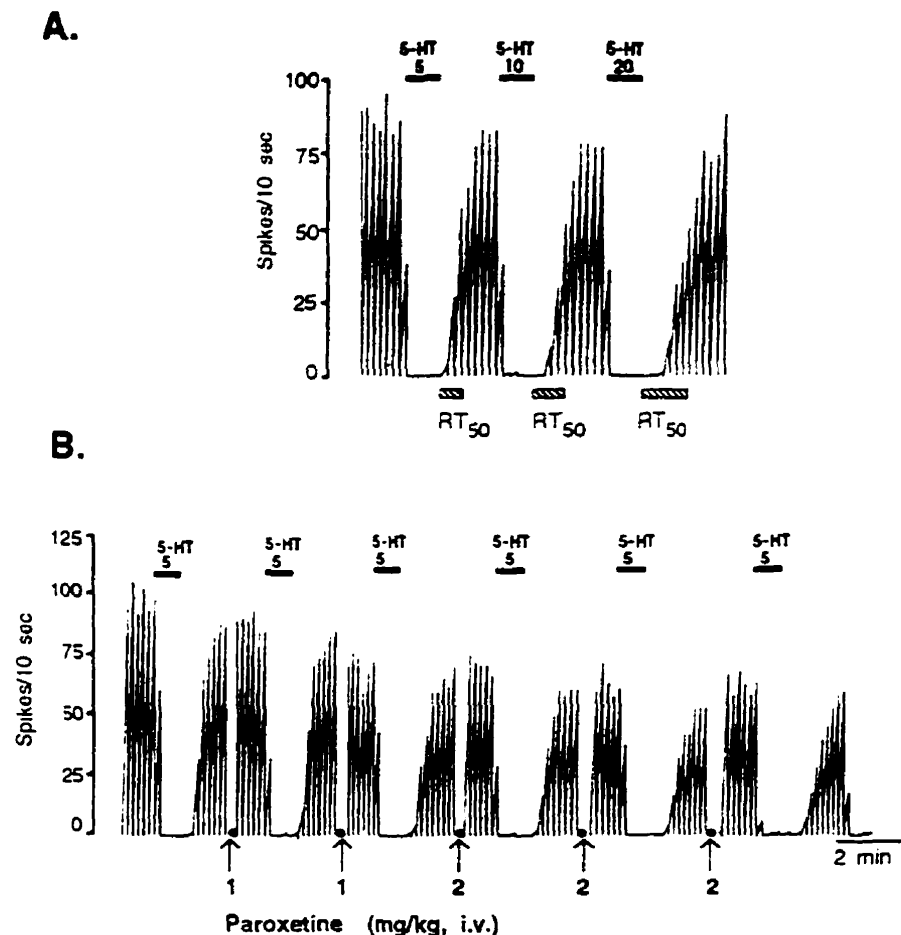 A.
5-HT 5-HT 5-HT
5 10 20
100
75
50
25
0
Spikes/10 sec
RT50 RT50 RT50
B.
5-HT 5-HT 5-HT 5-HT 5-HT 5-HT
5 5 5 5 5 5
125
100
75
50
25
0
Spikes/10 sec
2 min
1 1 2 2 2
Paroxetine (mg/kg, i.v.)